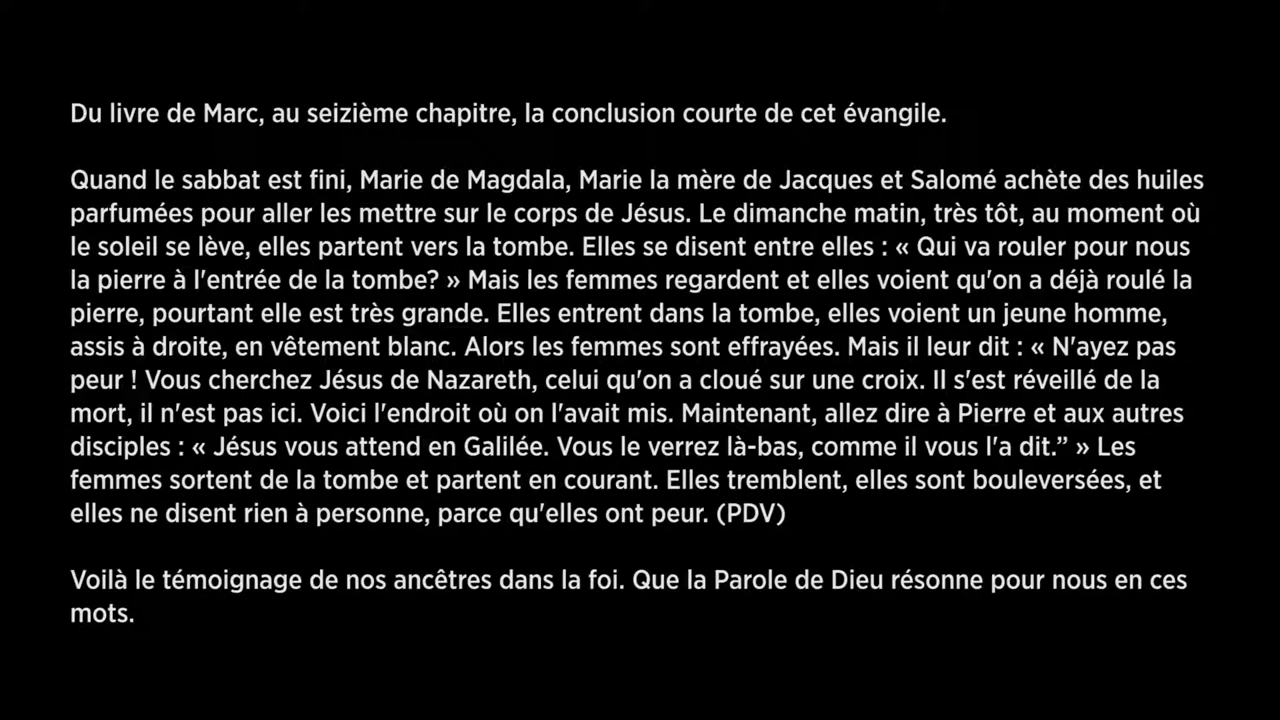 Du livre de Marc, au seizième chapitre, la conclusion courte de cet évangile.
Quand le sabbat est fini, Marie de Magdala, Marie la mère de Jacques et Salomé achète des huiles
parfumées pour aller les mettre sur le corps de Jésus. Le dimanche matin, très tôt, au moment où
le soleil se lève, elles partent vers la tombe. Elles se disent entre elles : « Qui va rouler pour nous
la pierre à l'entrée de la tombe? » Mais les femmes regardent et elles voient qu'on a déjà roulé la
pierre, pourtant elle est très grande. Elles entrent dans la tombe, elles voient un jeune homme,
assis à droite, en vêtement blanc. Alors les femmes sont effrayées. Mais il leur dit : « N'ayez pas
peur ! Vous cherchez Jésus de Nazareth, celui qu'on a cloué sur une croix. Il s'est réveillé de la
mort, il n'est pas ici. Voici l'endroit où on l'avait mis. Maintenant, allez dire à Pierre et aux autres
disciples : « Jésus vous attend en Galilée. Vous le verrez là-bas, comme il vous l'a dit.” » Les
femmes sortent de la tombe et partent en courant. Elles tremblent, elles sont bouleversées, et
elles ne disent rien à personne, parce qu'elles ont peur. (PDV)
Voilà le témoignage de nos ancêtres dans la foi. Que la Parole de Dieu résonne pour nous en ces
mots.